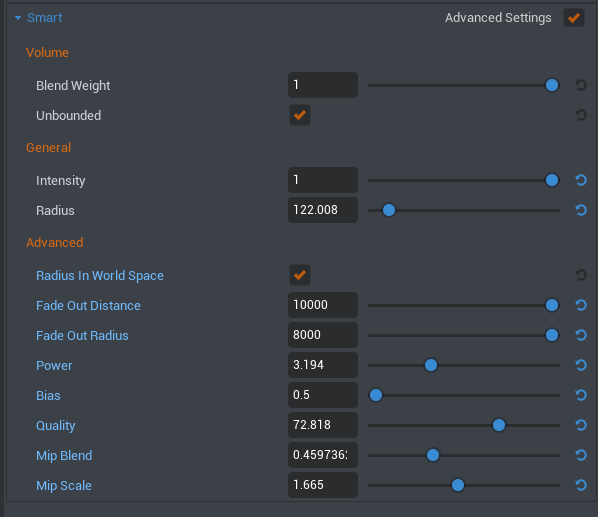 Smart Advanced Settings
Volume
Blend Weight 1
Unbounded
General
Intensity 1
Radius 122.008
Advanced
Radius In World Space
Fade Out Distance 10000
Fade Out Radius 8000
Power 3.194
Bias 0.5
Quality 72.818
Mip Blend 0.4597362
Mip Scale 1.665